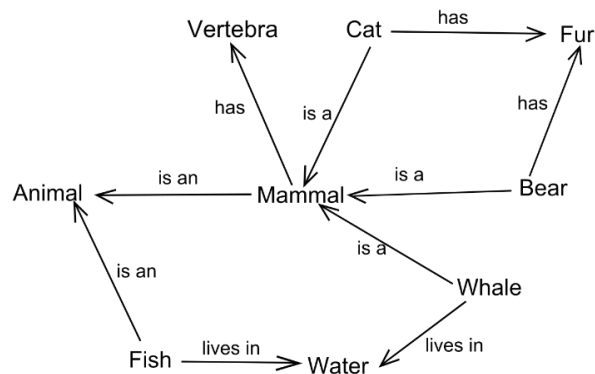 Vertebra
Cat
has
Fur
has
is a
has
Animal
is an
Mammal
is a
Bear
is an
is a
Whale
Fish
lives in
Water
lives in